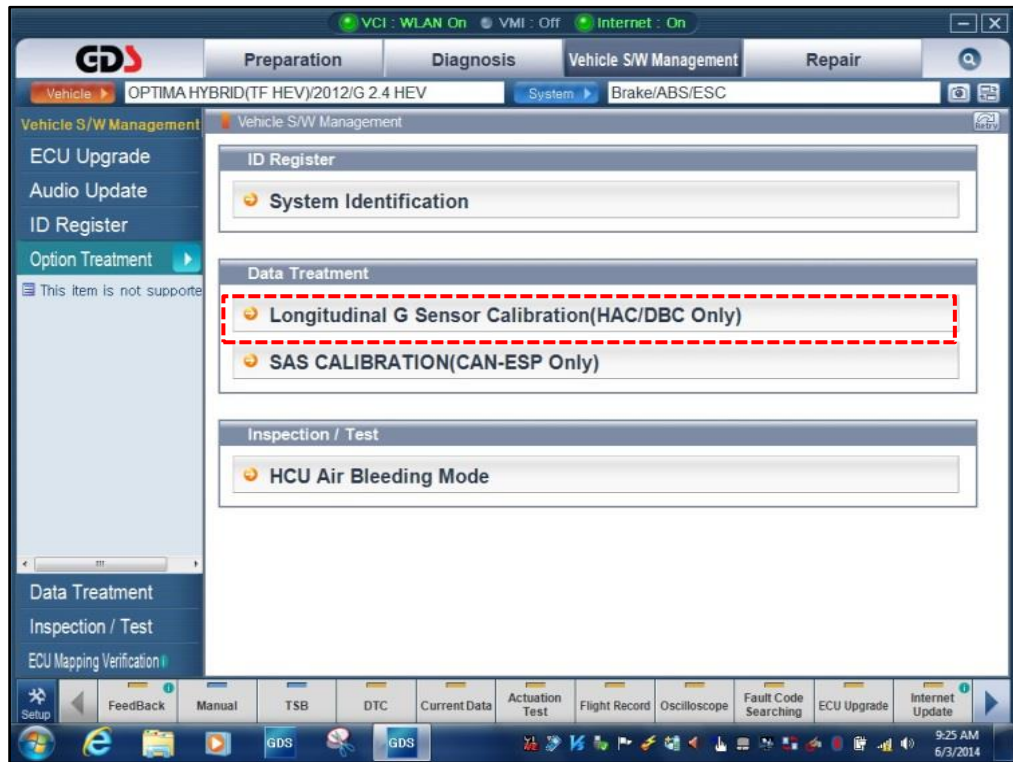 VCI : WLAN On VMI : Off Internet : On
GDS Preparation Diagnosis Vehicle S/W Management Repair
Vehicle OPTIMA HYBRID(TF HEV)/2012/G 2.4 HEV System Brake/ABS/ESC
Vehicle S/W Management
Vehicle S/W Management
Retry
ECU Upgrade
Audio Update
ID Register
Option Treatment
This item is not supporte
ID Register
System Identification
Data Treatment
Longitudinal G Sensor Calibration(HAC/DBC Only)
SAS CALIBRATION(CAN-ESP Only)
Inspection / Test
HCU Air Bleeding Mode
Data Treatment
Inspection / Test
ECU Mapping Verification
Setup FeedBack Manual TSB DTC Current Data Actuation Test Flight Record Oscilloscope Fault Code Searching ECU Upgrade Internet Update
GDS GDS
9:25 AM
6/3/2014